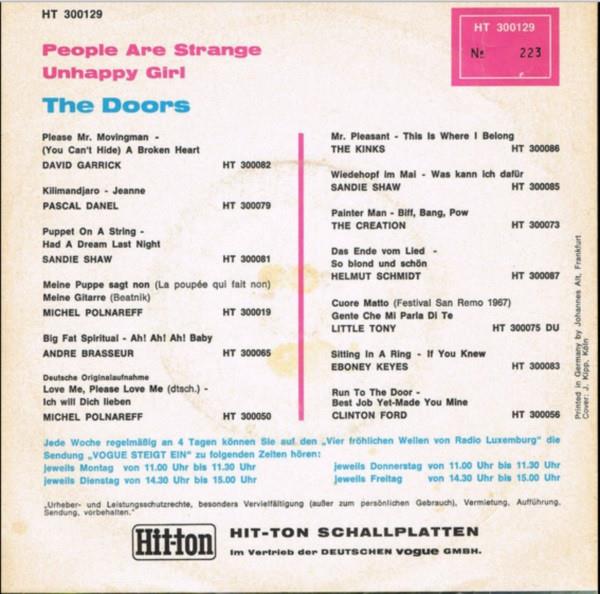 HT 300129
HT 300129
№ 223
People Are Strange
Unhappy Girl
The Doors
Please Mr. Movingman -
(You Can't Hide) A Broken Heart
DAVID GARRICK HT 300082
Kilimandjaro - Jeanne
PASCAL DANEL HT 300079
Puppet On A String -
Had A Dream Last Night
SANDIE SHAW HT 300081
Meine Puppe sagt non (La poupée qui fait non)
Meine Gitarre (Beatnik)
MICHEL POLNAREFF HT 300019
Big Fat Spiritual - Ah! Ah! Ah! Baby
ANDRE BRASSEUR HT 300065
Deutsche Originalaufnahme
Love Me, Please Love Me (dtsch.) -
Ich will Dich lieben
MICHEL POLNAREFF HT 300050
Mr. Pleasant - This Is Where I Belong
THE KINKS HT 300086
Wiedehopf im Mai - Was kann ich dafür
SANDIE SHAW HT 300085
Painter Man - Biff, Bang, Pow
THE CREATION HT 300073
Das Ende vom Lied -
So blond und schön
HELMUT SCHMIDT HT 300087
Cuore Matto (Festival San Remo 1967)
Gente Che Mi Parla Di Te
LITTLE TONY HT 300075 DU
Sitting In A Ring - If You Knew
EBONEY KEYES HT 300083
Run To The Door -
Best Job Yet-Made You Mine
CLINTON FORD HT 300056
Printed in Germany by Johannes Alt, Frankfurt
Cover: J. Kipp, Köln
Jede Woche regelmäßig an 4 Tagen können Sie auf den „Vier fröhlichen Wellen von Radio Luxemburg" die
Sendung „VOGUE STEIGT EIN" zu folgenden Zeiten hören:
jeweils Montag von 11.00 Uhr bis 11.30 Uhr jeweils Donnerstag von 11.00 Uhr bis 11.30 Uhr
jeweils Dienstag von 14.30 Uhr bis 15.00 Uhr jeweils Freitag von 14.30 Uhr bis 15.00 Uhr
„Urheber- und Leistungsschutzrechte, besonders Vervielfältigung (außer zum persönlichen Gebrauch), Vermietung, Aufführung,
Sendung, vorbehalten."
Hit-ton HIT-TON SCHALLPLATTEN
Im Vertrieb der DEUTSCHEN vogue GMBH.